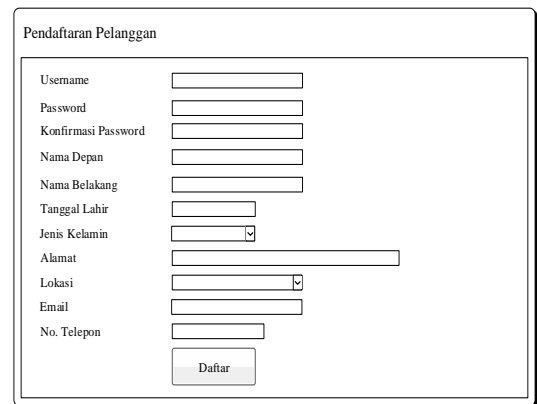 Pendaftaran Pelanggan
Username
Password
Konfirmasi Password
Nama Depan
Nama Belakang
Tanggal Lahir
Jenis Kelamin
Alamat
Lokasi
Email
No. Telepon
Daftar